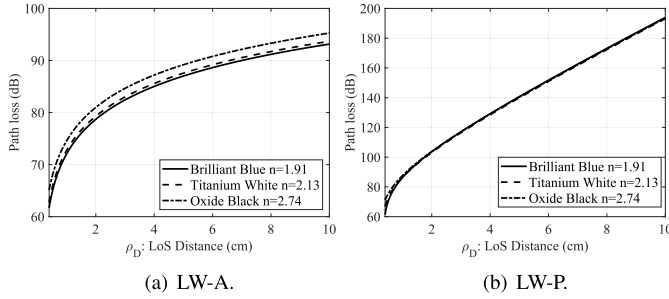 100
90
80
70
60
Path loss (dB)
Brilliant Blue n=1.91
Titanium White n=2.13
Oxide Black n=2.74
2 4 6 8 10
ρD: LoS Distance (cm)
(a) LW-A.
200
180
160
140
120
100
80
60
Path loss (dB)
Brilliant Blue n=1.91
Titanium White n=2.13
Oxide Black n=2.74
2 4 6 8 10
ρD: LoS Distance (cm)
(b) LW-P.